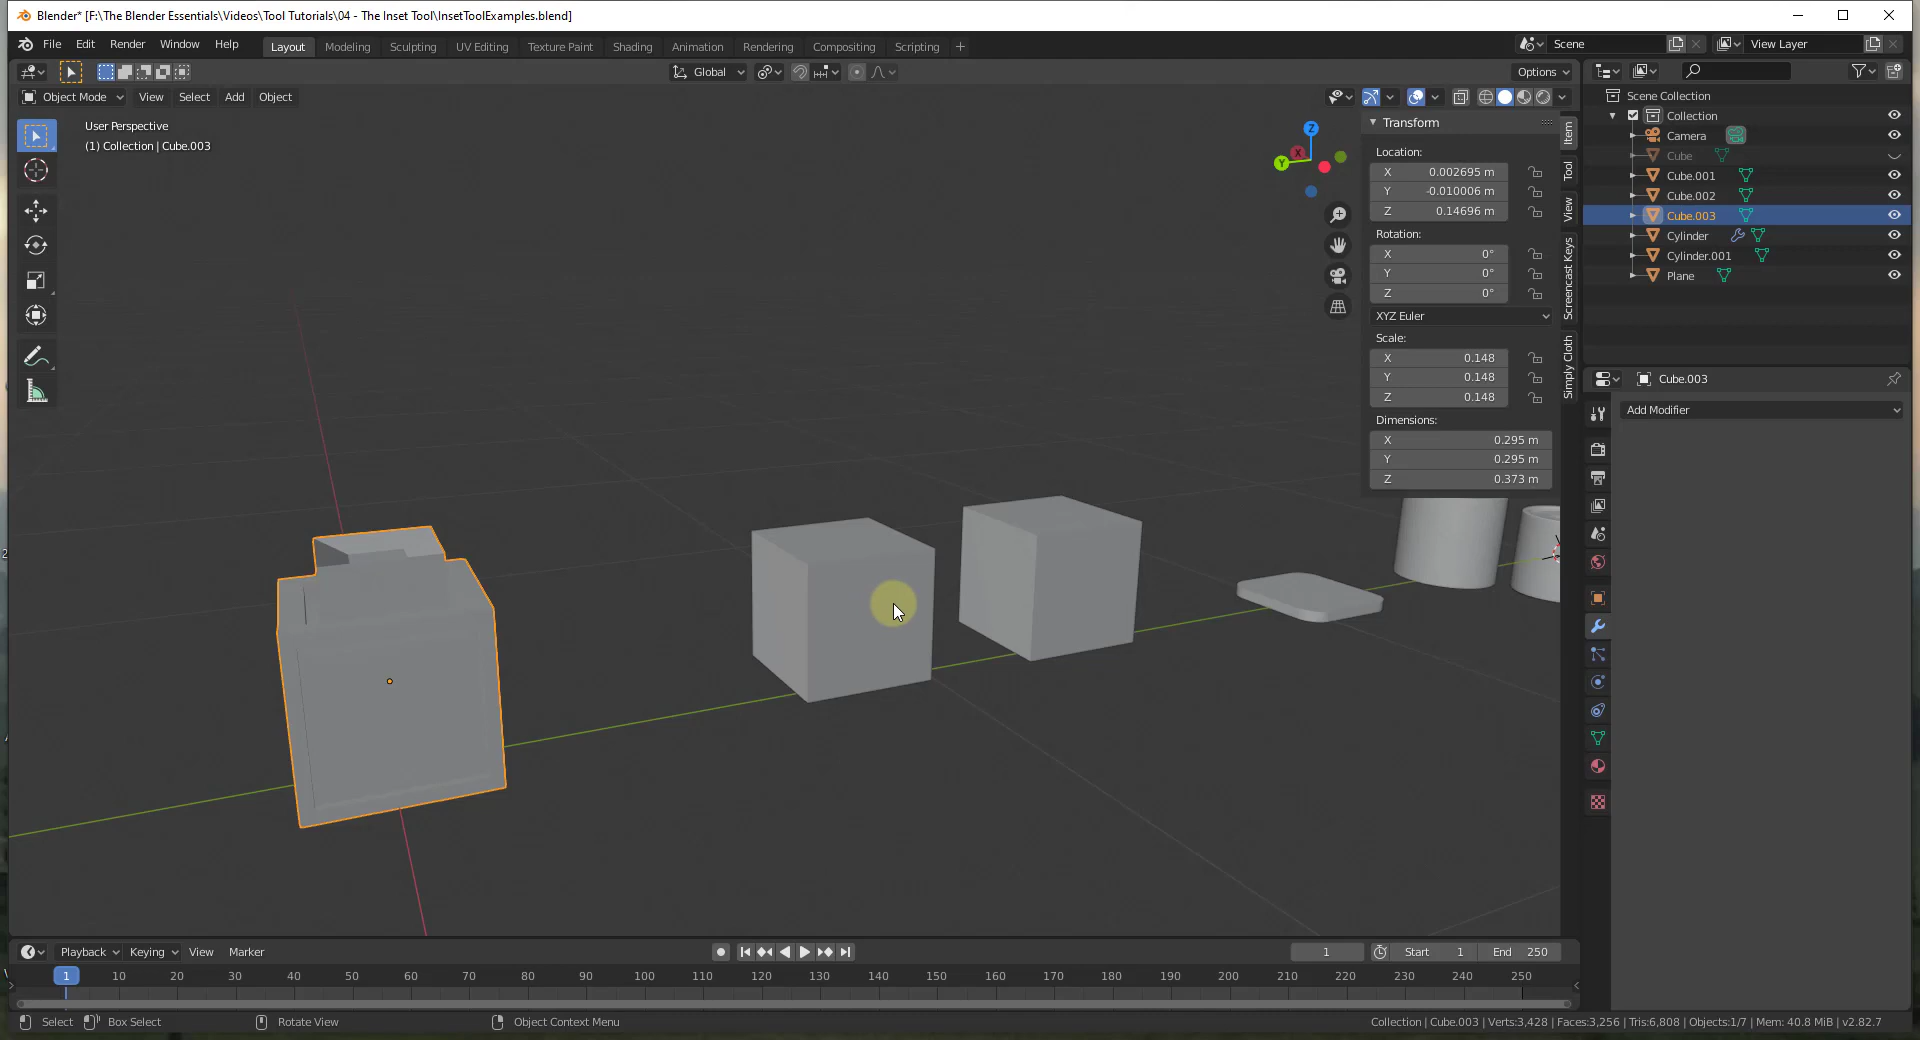 Blender* [F:\The Blender Essentials\Videos\Tool Tutorials\04 - The Inset Tool\InsetToolExamples.blend]
File Edit Render Window Help Layout Modeling Sculpting UV Editing Texture Paint Shading Animation Rendering Compositing Scripting + Scene View Layer
Global Options
Object Mode View Select Add Object
User Perspective
(1) Collection | Cube.003
Z
X
Y
Transform
Location:
X 0.002695 m
Y -0.010006 m
Z 0.14696 m
Rotation:
X 0°
Y 0°
Z 0°
XYZ Euler
Scale:
X 0.148
Y 0.148
Z 0.148
Dimensions:
X 0.295 m
Y 0.295 m
Z 0.373 m
Item
Tool
View
Screencast Keys
Simply Cloth
Scene Collection
Collection
Camera
Cube
Cube.001
Cube.002
Cube.003
Cylinder
Cylinder.001
Plane
Cube.003
Add Modifier
Playback Keying View Marker 1 Start 1 End 250
1 10 20 30 40 50 60 70 80 90 100 110 120 130 140 150 160 170 180 190 200 210 220 230 240 250
Select Box Select Rotate View Object Context Menu Collection | Cube.003 | Verts:3,428 | Faces:3,256 | Tris:6,808 | Objects:1/7 | Mem: 40.8 MiB | v2.82.7